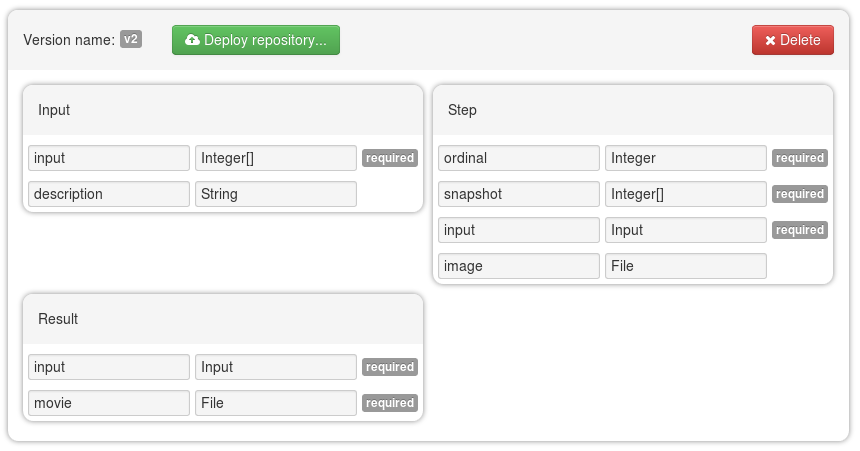 Version name: v2 Deploy repository... Delete
Input
input Integer[] required
description String
Step
ordinal Integer required
snapshot Integer[] required
input Input required
image File
Result
input Input required
movie File required